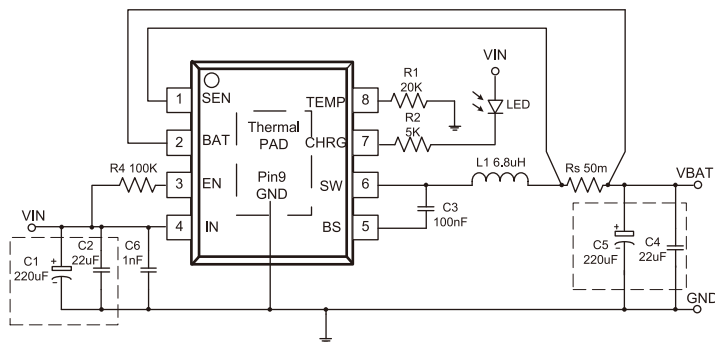 VIN
R1
20K
LED
1
SEN
TEMP
8
R2
5K
2
BAT
Thermal
PAD
CHRG
7
R4 100K
3
EN
Pin9
GND
SW
6
L1 6.8uH
Rs 50m
VBAT
VIN
4
IN
BS
5
C3
100nF
C1
220uF
+
-
C2
22uF
C6
1nF
C5
220uF
+
-
C4
22uF
GND